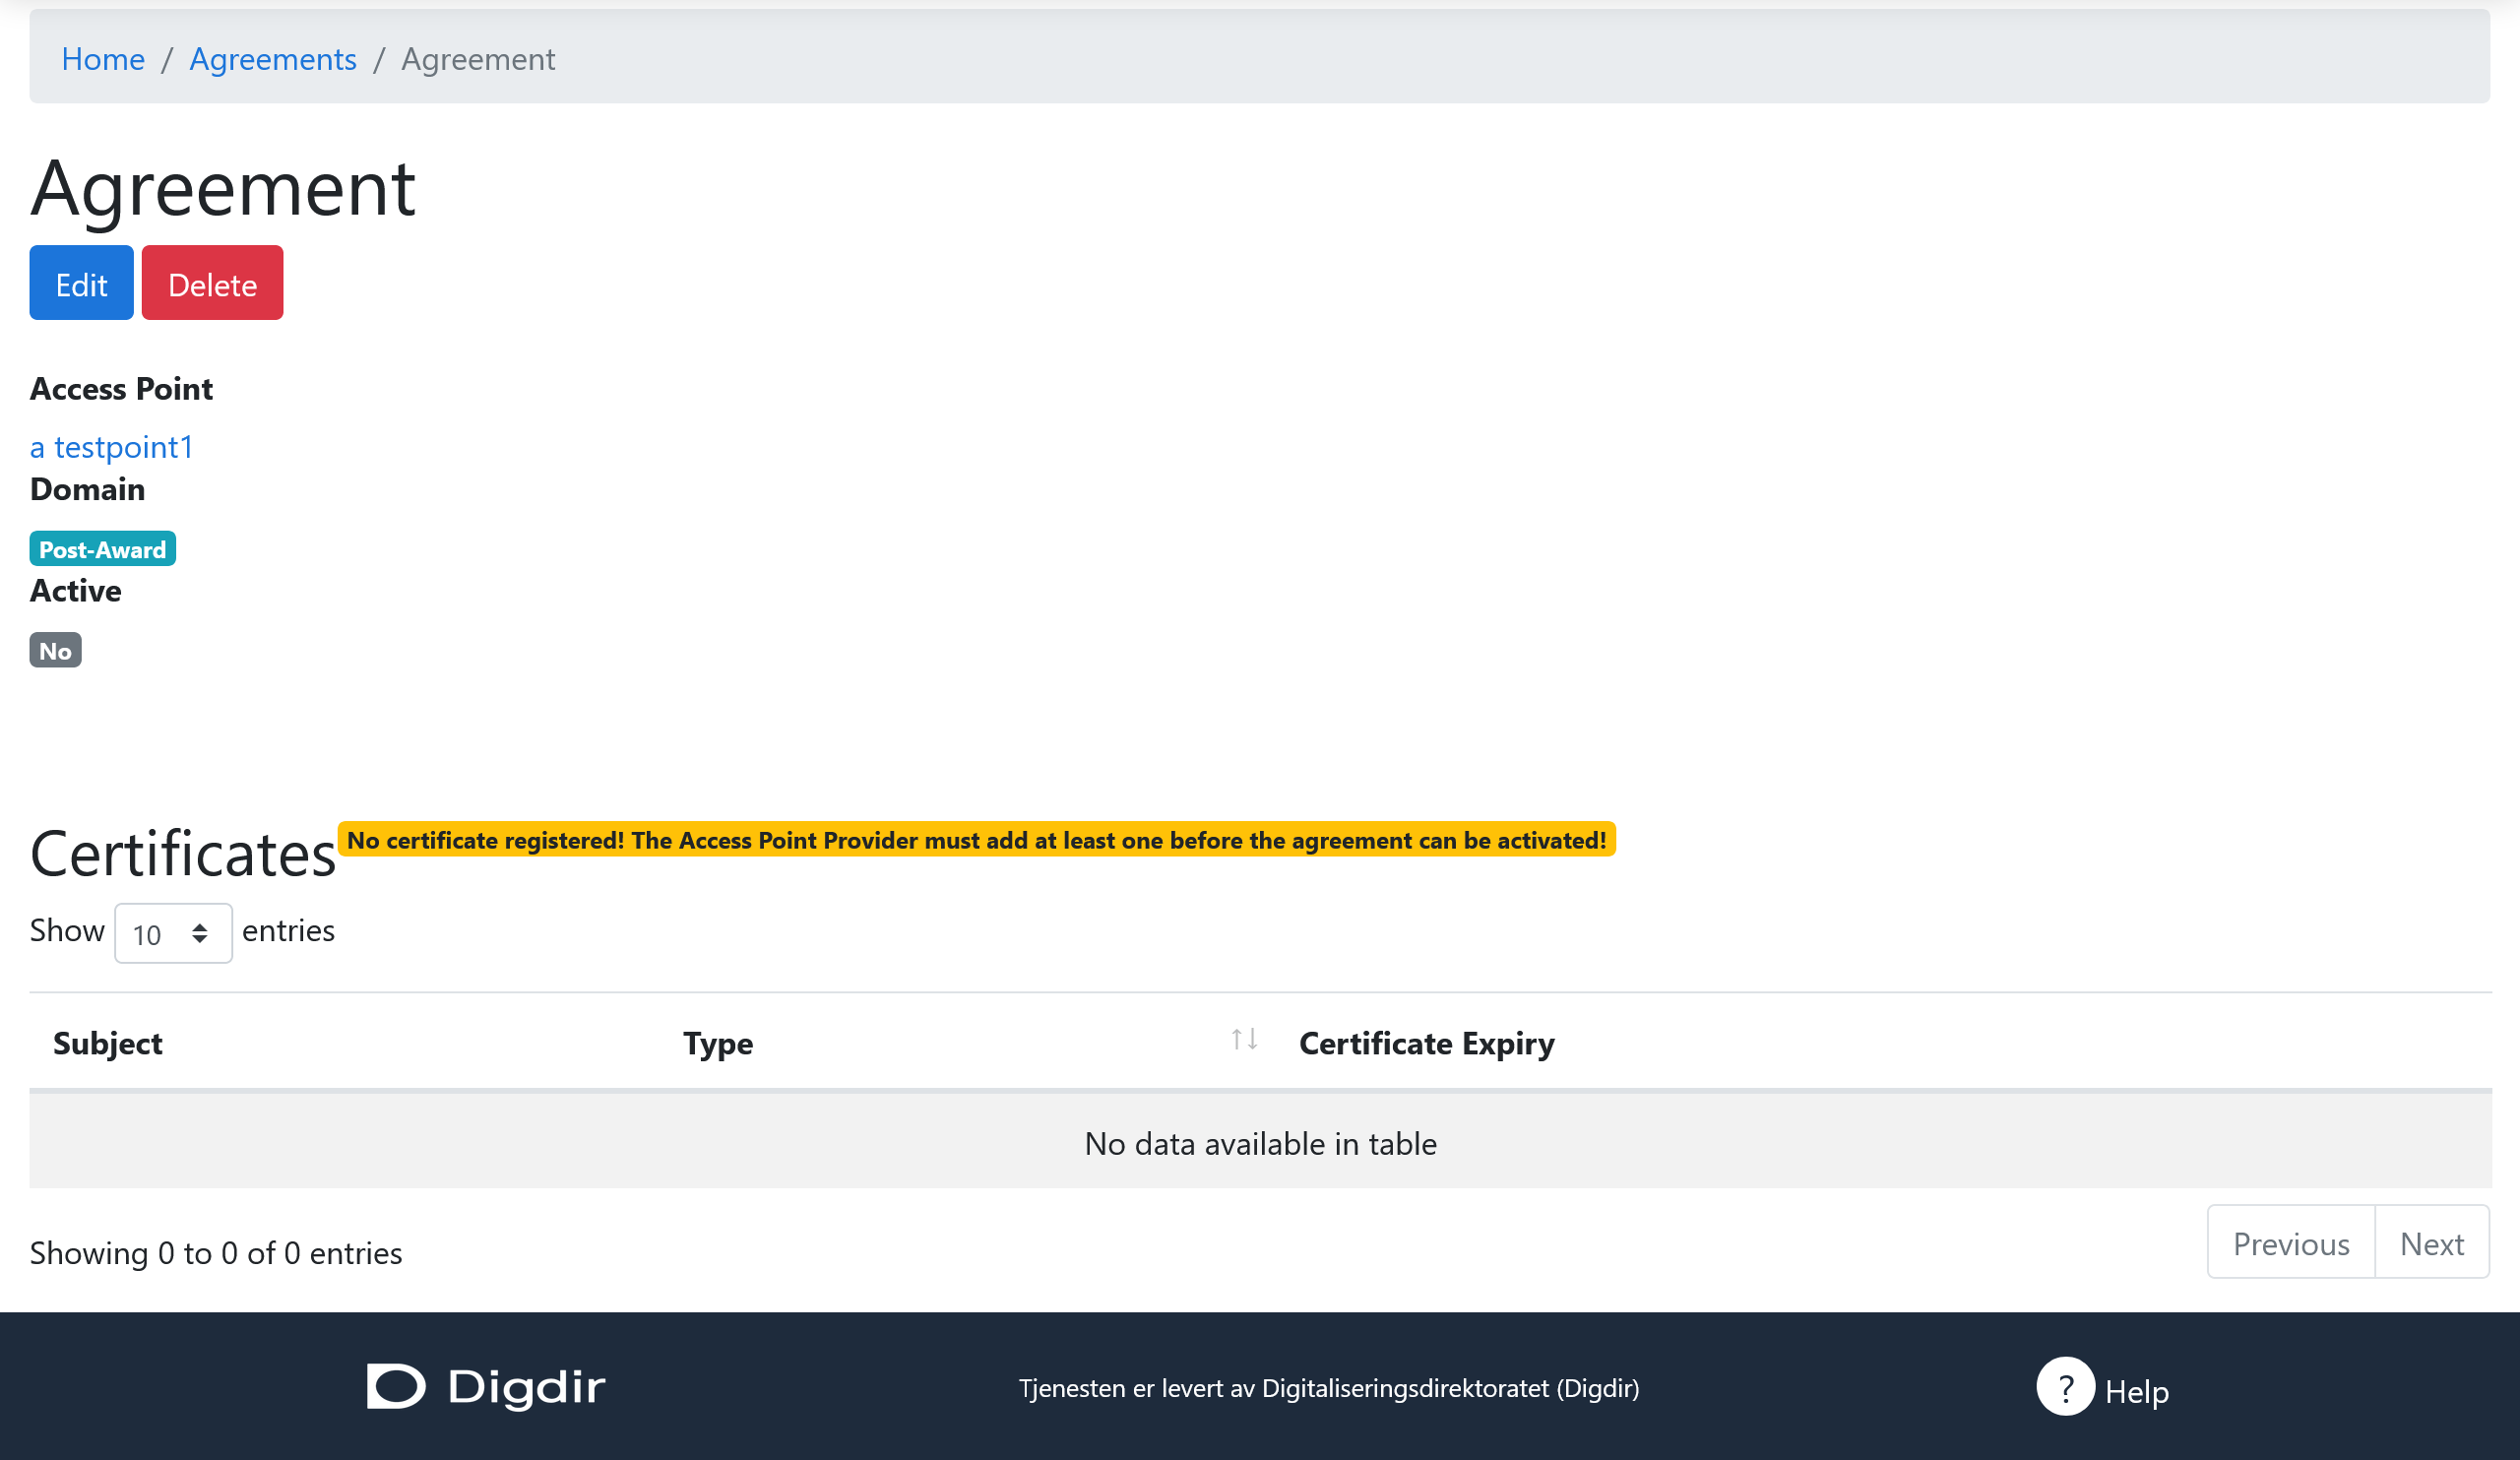 Home / Agreements / Agreement
Agreement
Edit Delete
Access Point
a testpoint1
Domain
Post-Award
Active
No
Certificates No certificate registered! The Access Point Provider must add at least one before the agreement can be activated!
Show 10 entries
Subject Type ↑↓ Certificate Expiry
No data available in table
Showing 0 to 0 of 0 entries
Previous Next
Digdir Tjenesten er levert av Digitaliseringsdirektoratet (Digdir) ? Help